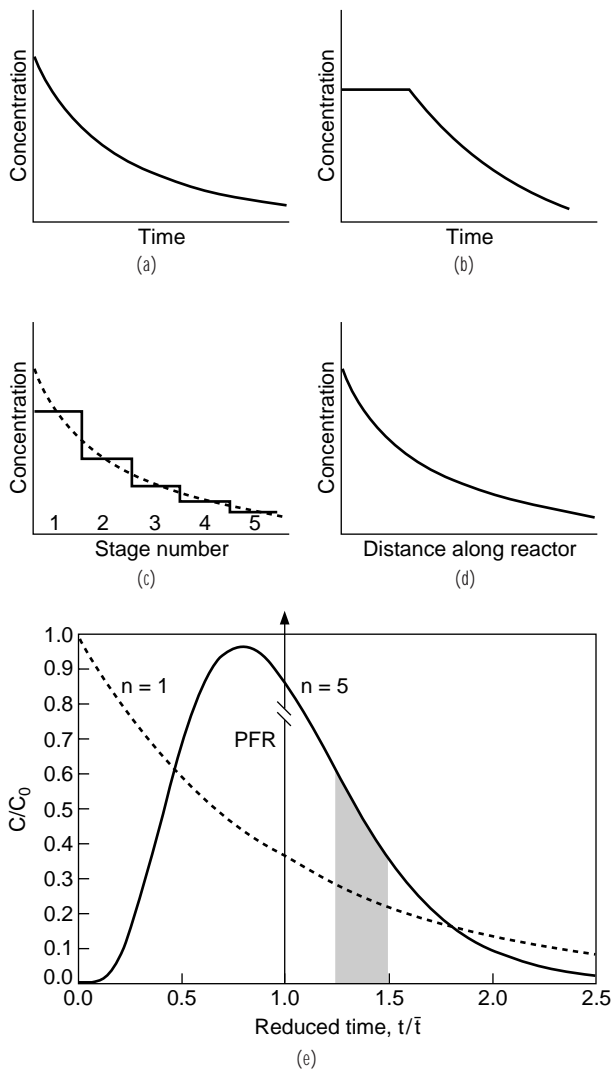 Concentration
Time
(a)
Concentration
Time
(b)
Concentration
1 2 3 4 5
Stage number
(c)
Concentration
Distance along reactor
(d)
C/C₀
1.0
0.9
0.8
0.7
0.6
0.5
0.4
0.3
0.2
0.1
0.0
n = 1
n = 5
PFR
0.0 0.5 1.0 1.5 2.0 2.5
Reduced time, t/t̄
(e)